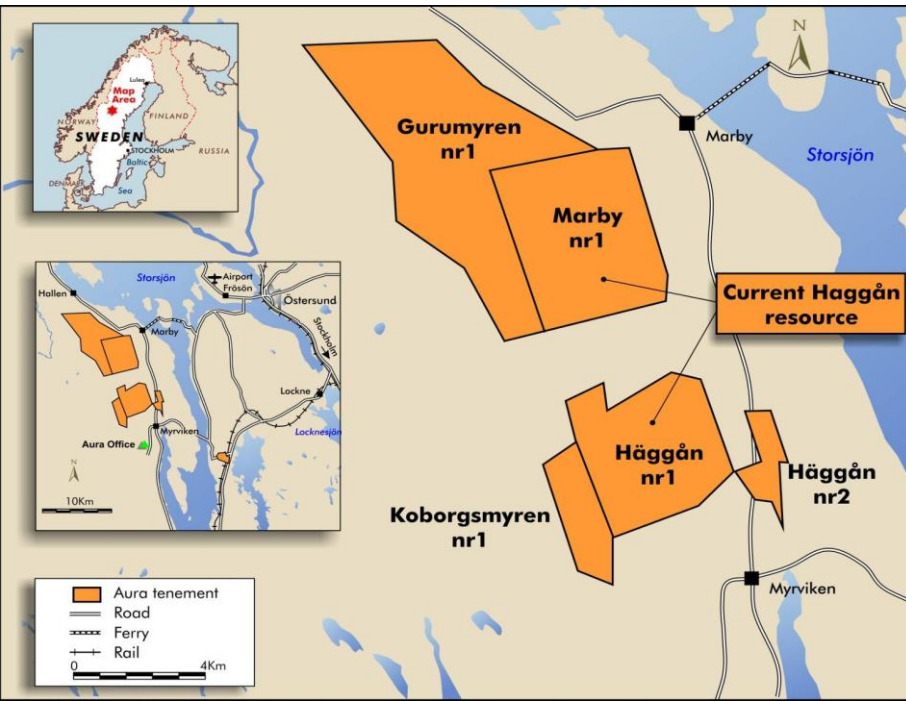 Luleå
Map
Area
NORWAY
FINLAND
SWEDEN
STOCKHOLM
RUSSIA
Baltic
Sea
DENMARK
N
Marby
Storsjön
Gurumyren
nr1
Marby
nr1
Current Haggån
resource
Häggån
nr1
Häggån
nr2
Koborgsmyren
nr1
Myrviken
Storsjön
Airport
Frösön
Hallen
Östersund
Marby
Stockholm
Lockne
Locknesjön
Myrviken
Aura Office
N
10Km
Aura tenement
Road
Ferry
Rail
0
4Km